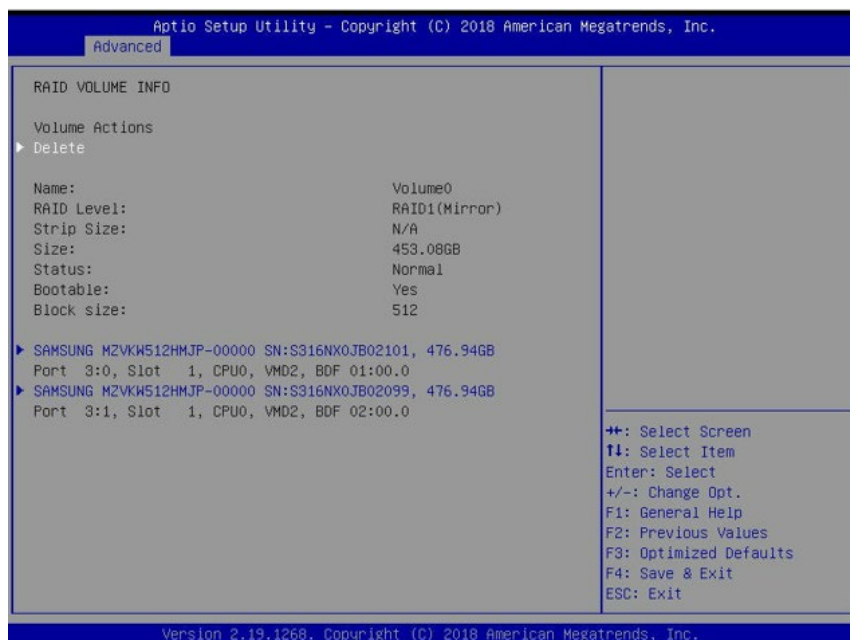 Aptio Setup Utility – Copyright (C) 2018 American Megatrends, Inc.
Advanced
RAID VOLUME INFO
Volume Actions
Delete
Name: Volume0
RAID Level: RAID1(Mirror)
Strip Size: N/A
Size: 453.08GB
Status: Normal
Bootable: Yes
Block size: 512
SAMSUNG MZVKW512HMJP-00000 SN:S316NX0JB02101, 476.94GB
Port 3:0, Slot 1, CPU0, VMD2, BDF 01:00.0
SAMSUNG MZVKW512HMJP-00000 SN:S316NX0JB02099, 476.94GB
Port 3:1, Slot 1, CPU0, VMD2, BDF 02:00.0
→←: Select Screen
↑↓: Select Item
Enter: Select
+/-: Change Opt.
F1: General Help
F2: Previous Values
F3: Optimized Defaults
F4: Save & Exit
ESC: Exit
Version 2.19.1268. Copyright (C) 2018 American Megatrends, Inc.